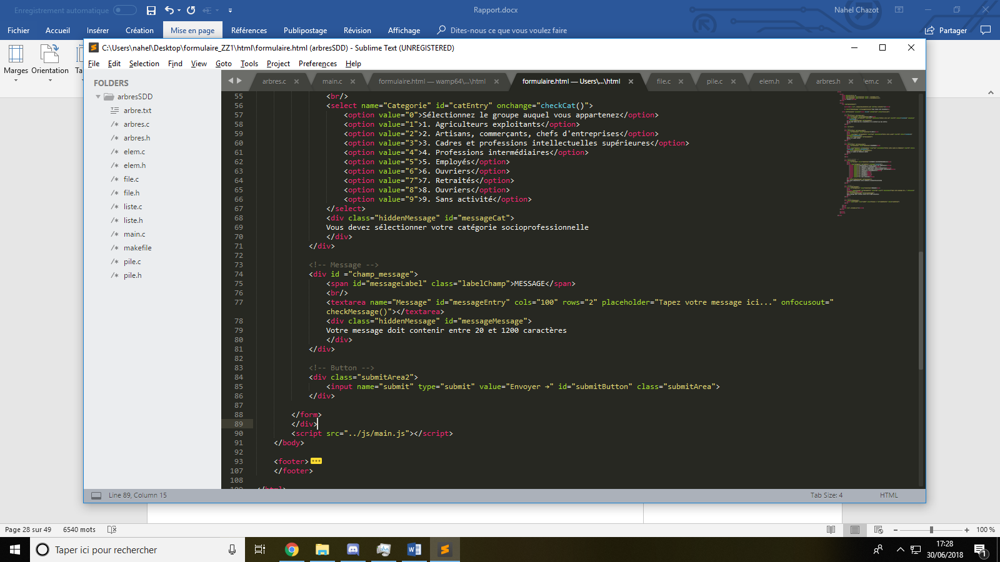 Enregistrement automatique
Rapport.docx
Nahel Chazot
Fichier Accueil Insérer Création Mise en page Références Publipostage Révision Affichage Dites-nous ce que vous voulez faire Partager
Marges Orientation
C:\Users\nahel\Desktop\formulaire_ZZ1\html\formulaire.html (arbresSDD) - Sublime Text (UNREGISTERED)
File Edit Selection Find View Goto Tools Project Preferences Help
arbres.c main.c formulaire.html — wamp64\...\html formulaire.html — Users\...\html file.c pile.c elem.h arbres.h
FOLDERS
arbresSDD
arbre.txt
arbres.c
arbres.h
elem.c
elem.h
file.c
file.h
liste.c
liste.h
main.c
makefile
pile.c
pile.h
55 <br/>
56 <select name="Categorie" id="catEntry" onchange="checkCat()">
57 <option value="0">Sélectionnez le groupe auquel vous appartenez</option>
58 <option value="1">1. Agriculteurs exploitants</option>
59 <option value="2">2. Artisans, commerçants, chefs d'entreprises</option>
60 <option value="3">3. Cadres et professions intellectuelles supérieures</option>
61 <option value="4">4. Professions intermédiaires</option>
62 <option value="5">5. Employés</option>
63 <option value="6">6. Ouvriers</option>
64 <option value="7">7. Retraités</option>
65 <option value="8">8. Ouvriers</option>
66 <option value="9">9. Sans activité</option>
67 </select>
68 <div class="hiddenMessage" id="messageCat">
69 Vous devez sélectionner votre catégorie socioprofessionnelle
70 </div>
71 </div>
72
73 <!-- Message -->
74 <div id ="champ_message">
75 <span id="messageLabel" class="labelChamp">MESSAGE</span>
76 <br/>
77 <textarea name="Message" id="messageEntry" cols="100" rows="2" placeholder="Tapez votre message ici..." onfocusout="
checkMessage()"></textarea>
78 <div class="hiddenMessage" id="messageMessage">
79 Votre message doit contenir entre 20 et 1200 caractères
80 </div>
81 </div>
82
83 <!-- Button -->
84 <div class="submitArea2">
85 <input name="submit" type="submit" value="Envoyer →" id="submitButton" class="submitArea">
86 </div>
87
88 </form>
89 </div>
90 <script src="../js/main.js"></script>
91 </body>
92
93 <footer>
107 </footer>
108
Line 89, Column 15
Tab Size: 4 HTML
Page 28 sur 49 6540 mots
100 %
Taper ici pour rechercher
17:28
30/06/2018
1